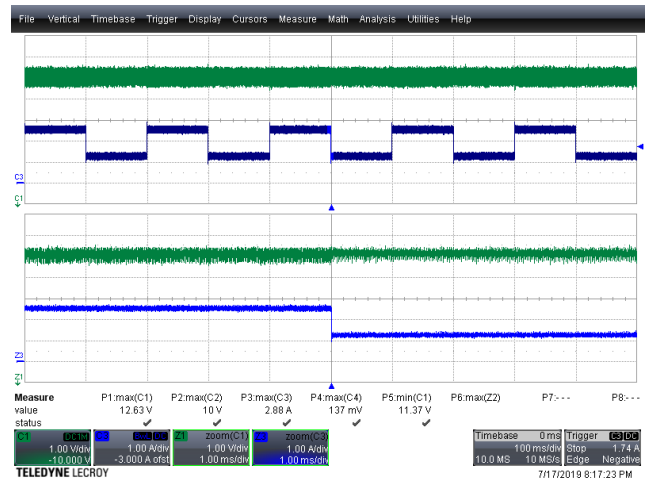 File Vertical Timebase Trigger Display Cursors Measure Math Analysis Utilities Help
C3
C1
Z3
Z1
Measure P1:max(C1) P2:max(C2) P3:max(C3) P4:max(C4) P5:min(C1) P6:max(Z2) P7:--- P8:---
value 12.63 V 10 V 2.88 A 137 mV 11.37 V
status
C1 DC1M Z1 zoom(C1) zoom(C3) Timebase 0 ms Trigger C3 DC
1.00 V/div 1.00 A/div 1.00 V/div 1.00 A/div 100 ms/div Stop 1.74 A
-10.000 V -3.000 A ofst 1.00 ms/div 1.00 ms/div 10.0 MS 10 MS/s Edge Negative
TELEDYNE LECROY 7/17/2019 8:17:23 PM